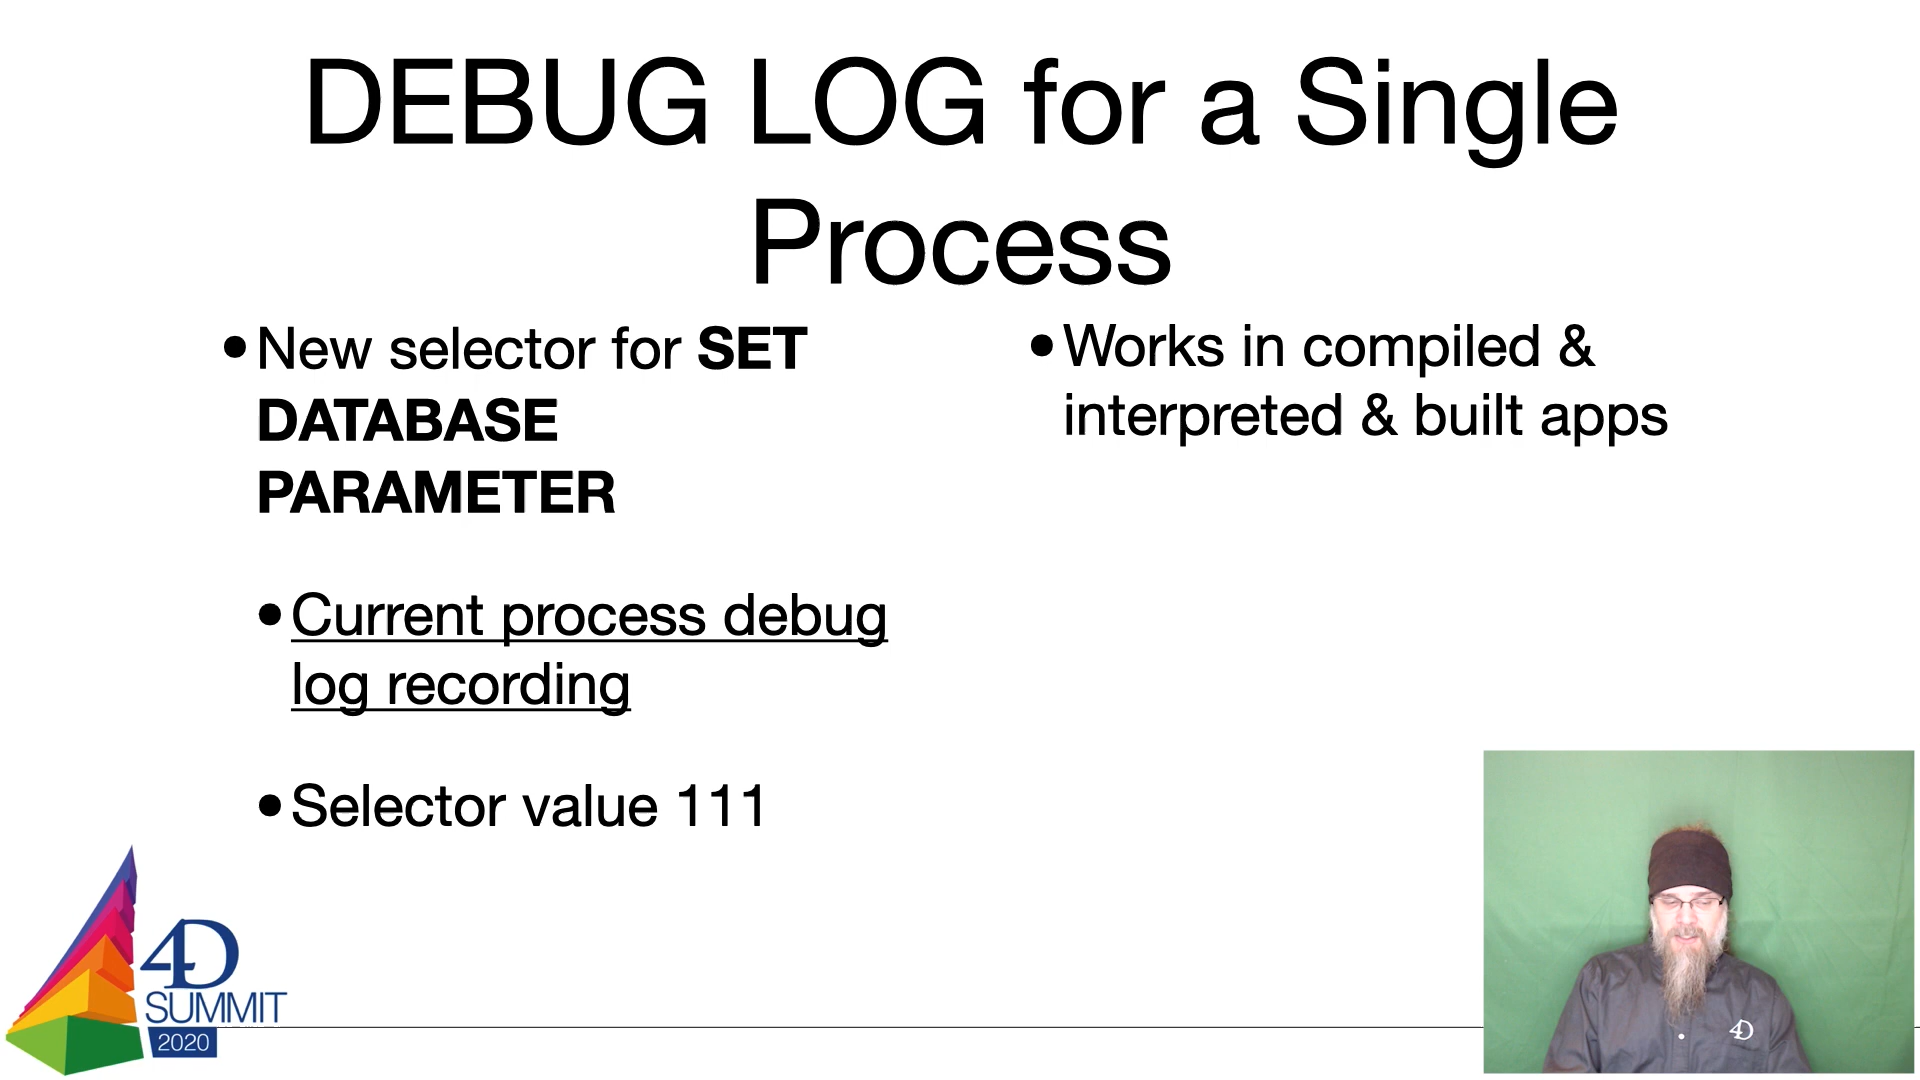 DEBUG LOG for a Single
Process
•New selector for SET
DATABASE
PARAMETER
•Current process debug
log recording
•Selector value 111
•Works in compiled &
interpreted & built apps
4D
SUMMIT
2020
4D